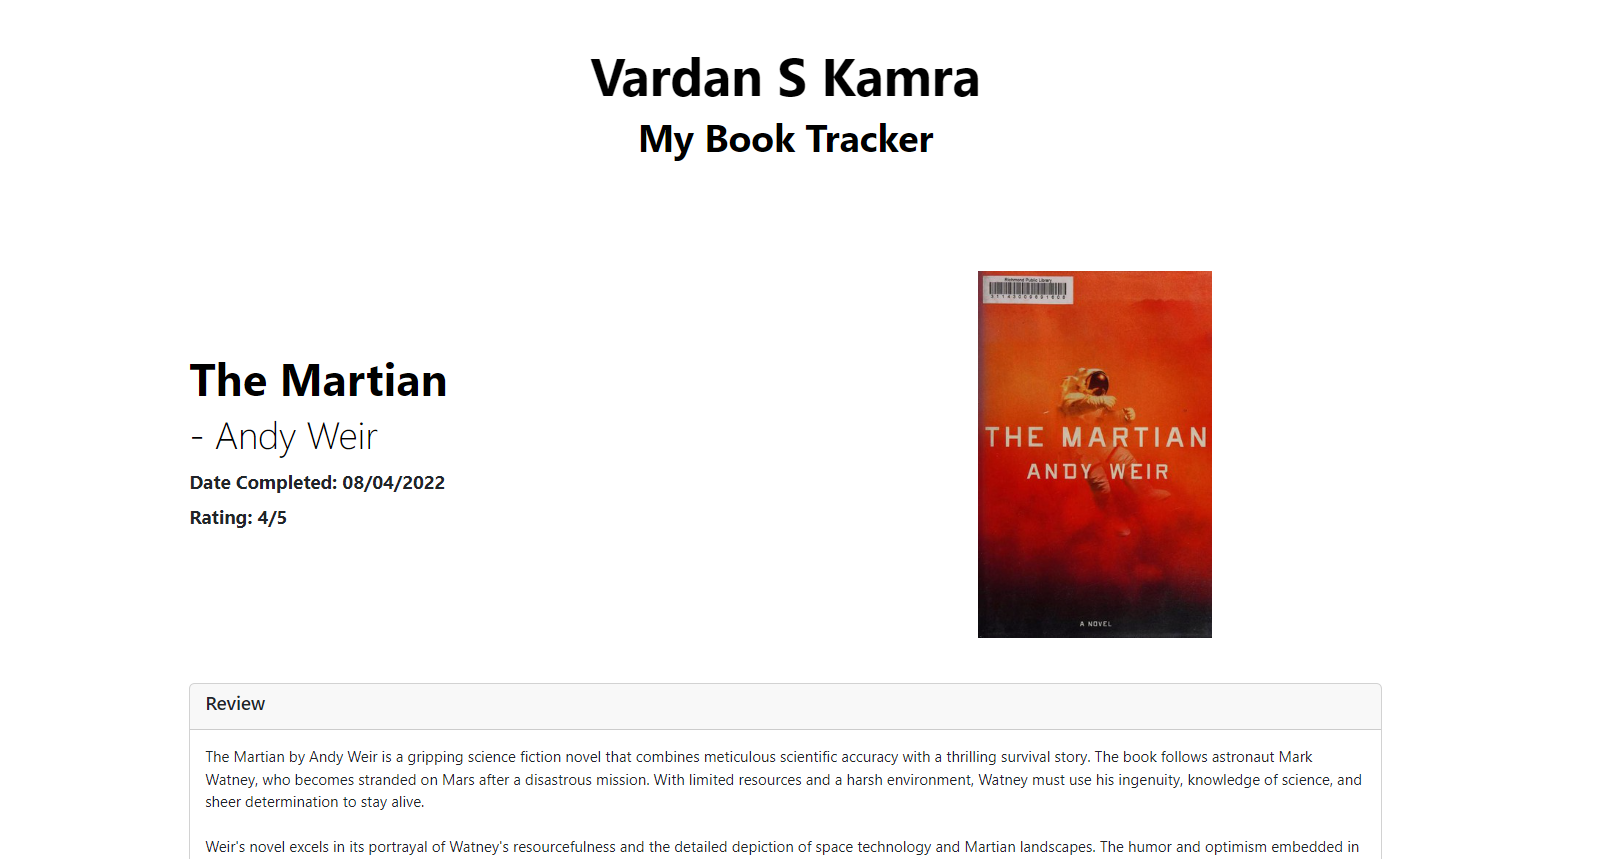 Vardan S Kamra
My Book Tracker
The Martian
- Andy Weir
Date Completed: 08/04/2022
Rating: 4/5
Richmond Public Library
THE MARTIAN
ANDY WEIR
A NOVEL
Review
The Martian by Andy Weir is a gripping science fiction novel that combines meticulous scientific accuracy with a thrilling survival story. The book follows astronaut Mark
Watney, who becomes stranded on Mars after a disastrous mission. With limited resources and a harsh environment, Watney must use his ingenuity, knowledge of science, and
sheer determination to stay alive.
Weir's novel excels in its portrayal of Watney's resourcefulness and the detailed depiction of space technology and Martian landscapes. The humor and optimism embedded in